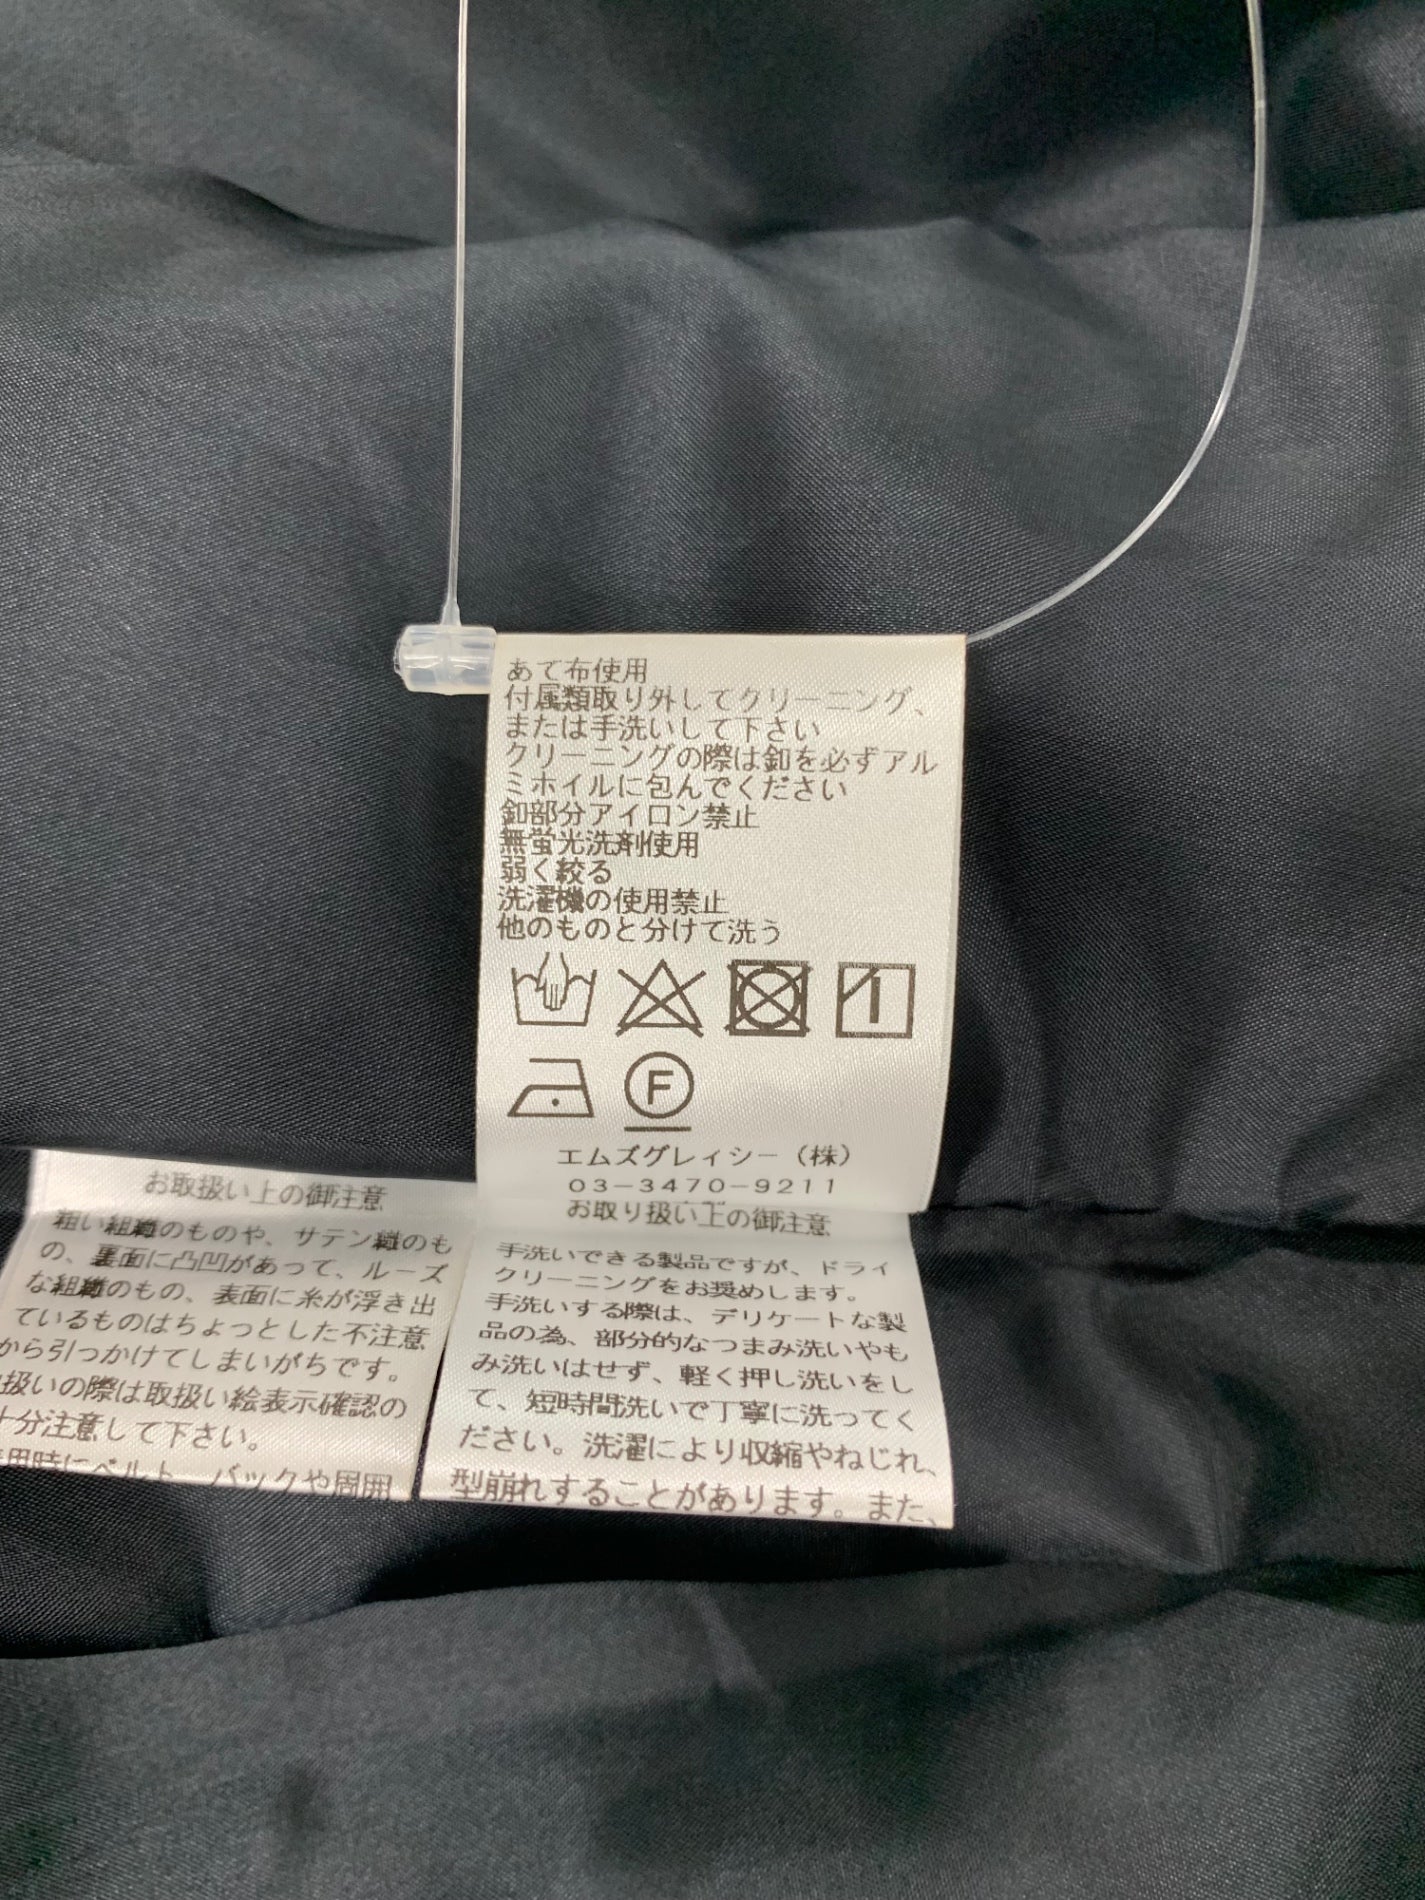 あて布使用
付属類取り外してクリーニング、
または手洗いして下さい
クリーニングの際は釦を必ずアル
ミホイルに包んでください
釦部分アイロン禁止
無蛍光洗剤使用
弱く絞る
洗濯機の使用禁止
他のものと分けて洗う
F
エムズグレィシー（株）
03-3470-9211
お取り扱い上の御注意
手洗いできる製品ですが、ドライ
クリーニングをお奨めします。
手洗いする際は、デリケートな製
品の為、部分的なつまみ洗いやも
み洗いはせず、軽く押し洗いをし
て、短時間洗いで丁寧に洗ってく
ださい。洗濯により収縮やねじれ、
型崩れすることがあります。また、
お取扱い上の御注意
粗い組織のものや、サテン織のも
の、裏面に凸凹があって、ルーズ
な組織のもの、表面に糸が浮き出
ているものはちょっとした不注意
から引っかけてしまいがちです。
扱いの際は取扱い絵表示確認の
十分注意して下さい。
用時にベルト、バックや周囲